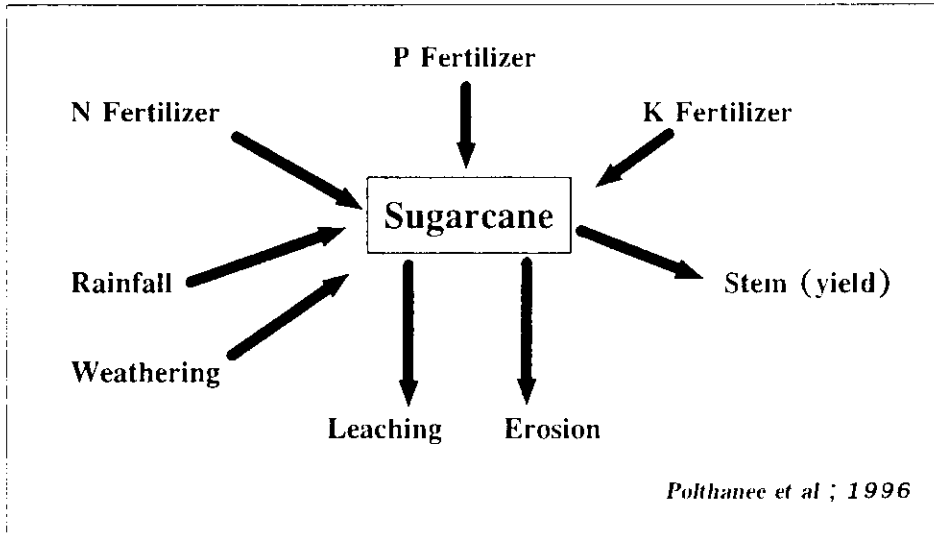 P Fertilizer
N Fertilizer
K Fertilizer
Sugarcane
Rainfall
Stem (yield)
Weathering
Leaching
Erosion
Polthanee et al ; 1996